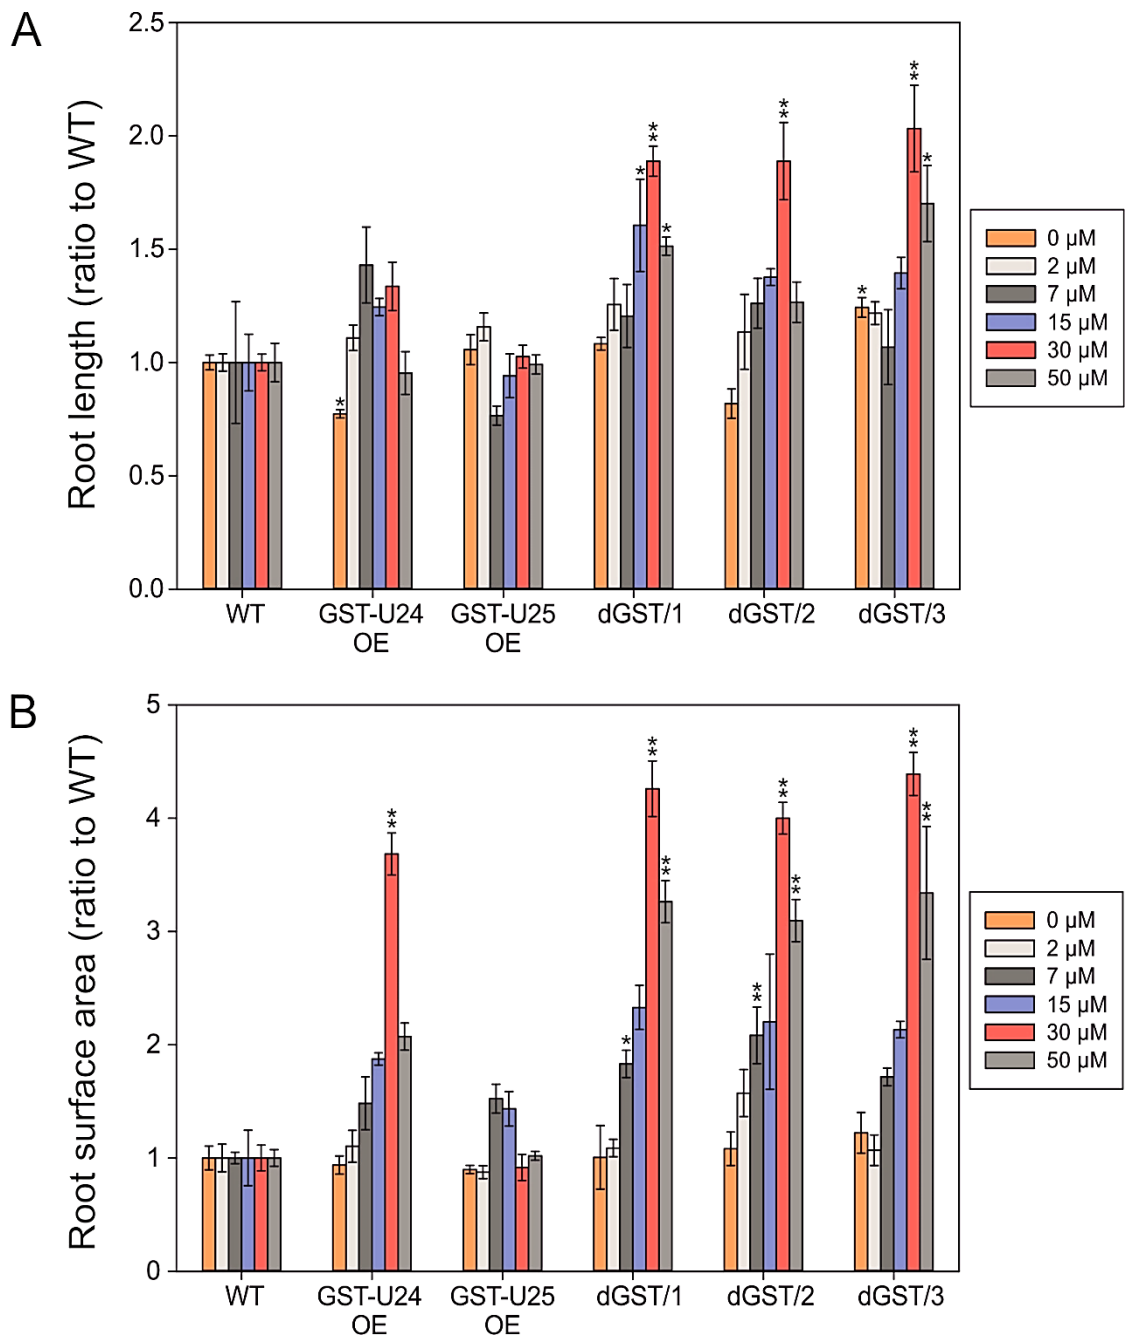 A
Root length (ratio to WT)
2.5
2.0
1.5
1.0
0.5
0.0
*
*
**
*
**
*
**
*
WT
GST-U24
OE
GST-U25
OE
dGST/1
dGST/2
dGST/3
0 µM
2 µM
7 µM
15 µM
30 µM
50 µM
B
Root surface area (ratio to WT)
5
4
3
2
1
0
**
*
**
**
**
**
**
**
**
WT
GST-U24
OE
GST-U25
OE
dGST/1
dGST/2
dGST/3
0 µM
2 µM
7 µM
15 µM
30 µM
50 µM